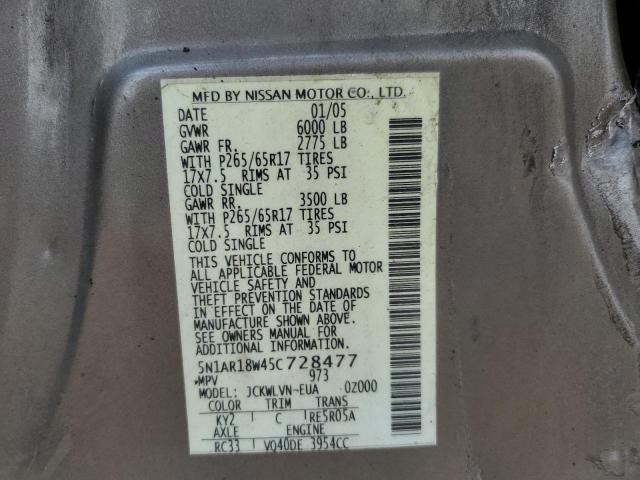 MFD BY NISSAN MOTOR CO., LTD.
DATE 01/05
GVWR 6000 LB
GAWR FR. 2775 LB
WITH P265/65R17 TIRES
17X7.5 RIMS AT 35 PSI
COLD SINGLE
GAWR RR. 3500 LB
WITH P265/65R17 TIRES
17X7.5 RIMS AT 35 PSI
COLD SINGLE
THIS VEHICLE CONFORMS TO
ALL APPLICABLE FEDERAL MOTOR
VEHICLE SAFETY AND
THEFT PREVENTION STANDARDS
IN EFFECT ON THE DATE OF
MANUFACTURE SHOWN ABOVE.
SEE OWNERS MANUAL FOR
ADDITIONAL INFORMATION.
5N1AR18W45C728477
*MPV 973
MODEL: JCKWLVN-EUA 0Z000
COLOR TRIM TRANS
KY2 C RE5R05A
AXLE ENGINE
RC33 VQ40DE 3954CC